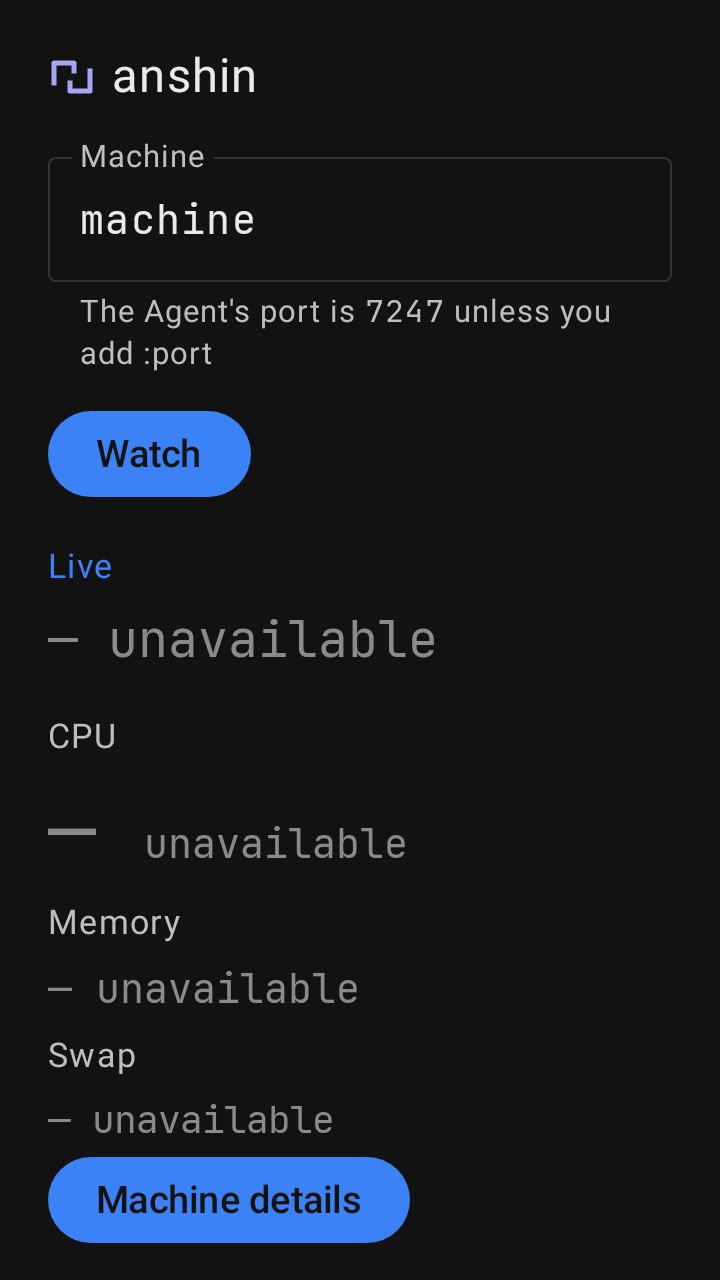 anshin
Machine
machine
The Agent's port is 7247 unless you
add :port
Watch
Live
— unavailable
CPU
— unavailable
Memory
— unavailable
Swap
— unavailable
Machine details